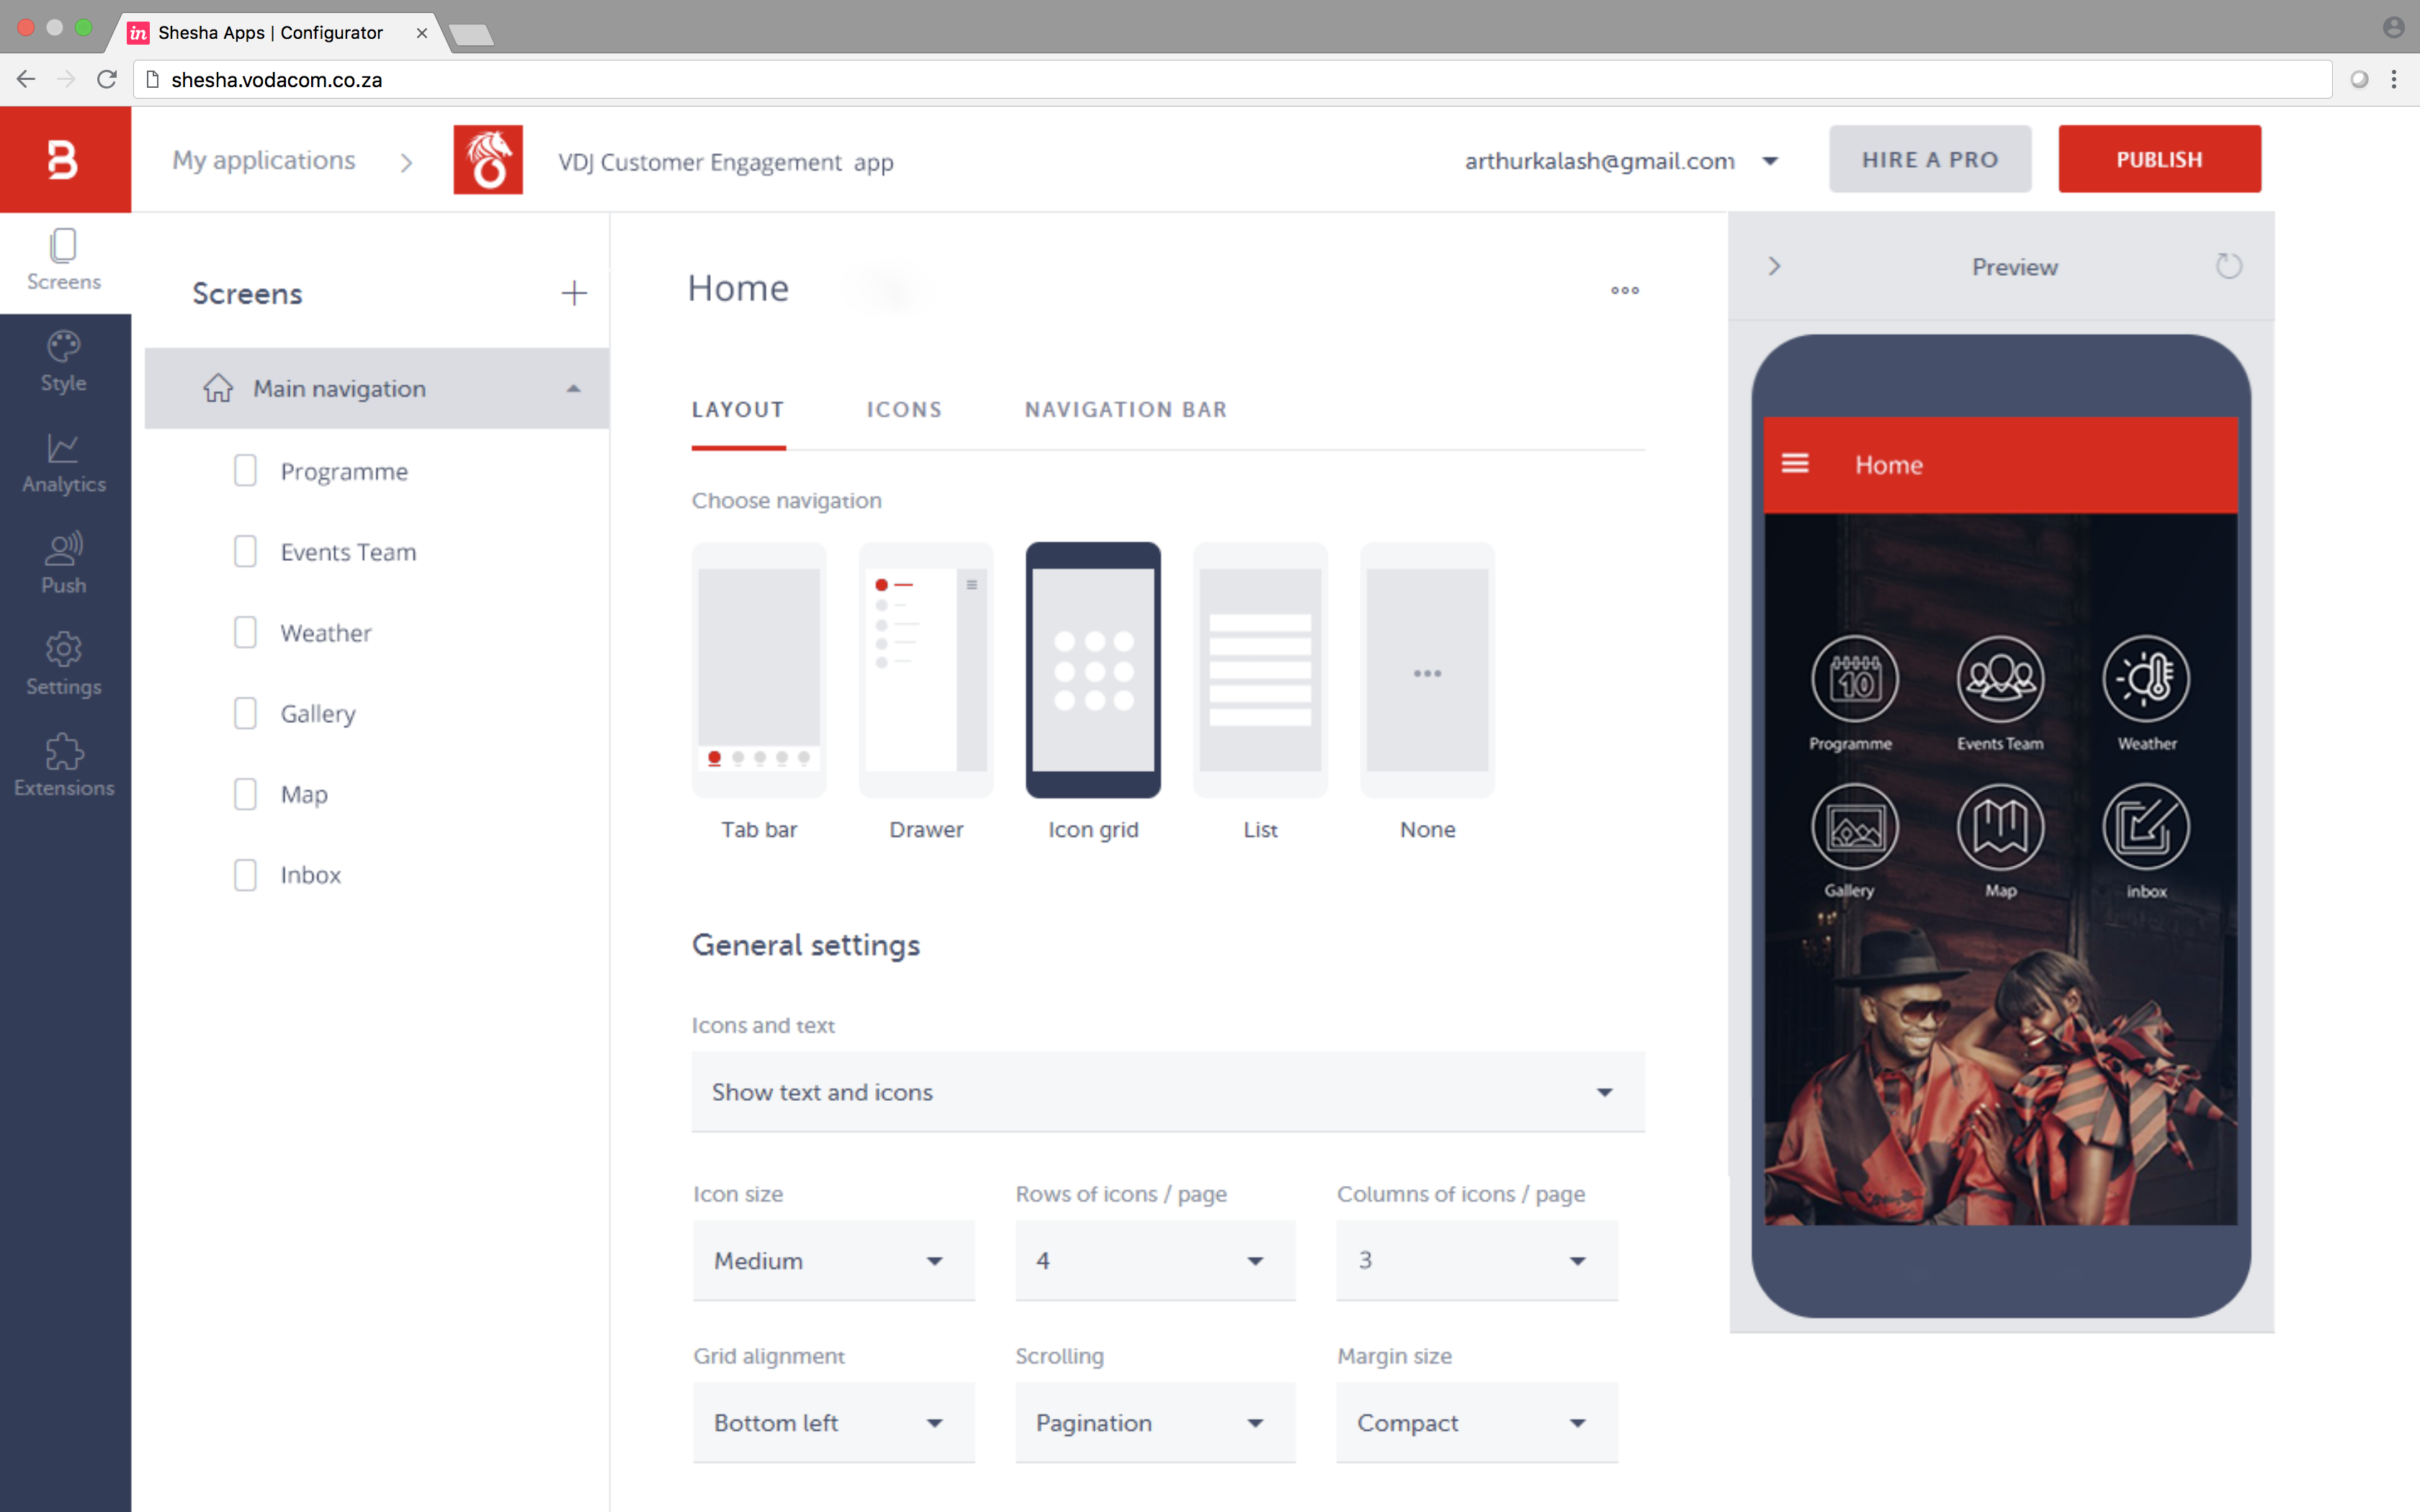 in Shesha Apps | Configurator
shesha.vodacom.co.za
B
My applications
VDJ Customer Engagement app
arthurkalash@gmail.com
HIRE A PRO
PUBLISH
Screens
Style
Analytics
Push
Settings
Extensions
Screens
Main navigation
Programme
Events Team
Weather
Gallery
Map
Inbox
Home
LAYOUT ICONS NAVIGATION BAR
Choose navigation
Tab bar Drawer Icon grid List None
General settings
Icons and text
Show text and icons
Icon size Rows of icons / page Columns of icons / page
Medium 4 3
Grid alignment Scrolling Margin size
Bottom left Pagination Compact
Preview
Home
10
Programme Events Team Weather
Gallery Map inbox